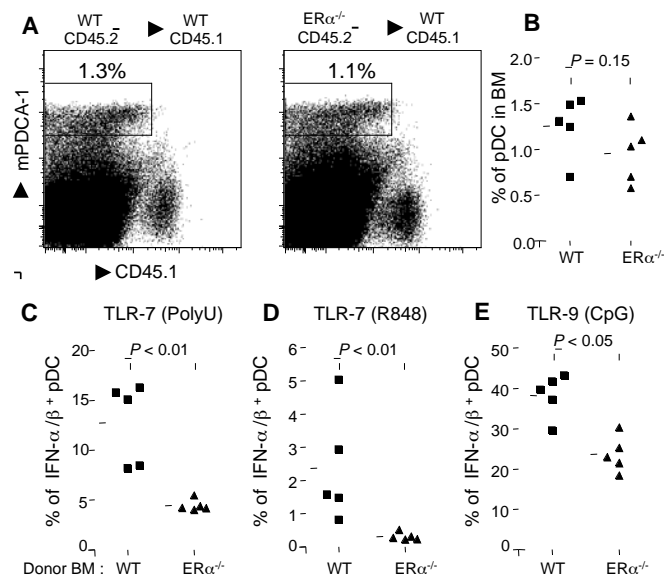 A
WT
CD45.2
WT
CD45.1
ERα-/-
CD45.2
WT
CD45.1
1.3%
1.1%
mPDCA-1
CD45.1
B
P = 0.15
% of pDC in BM
2.0
1.5
1.0
0.5
0.0
WT
ERα-/-
C
TLR-7 (PolyU)
P < 0.01
% of IFN-α/β+ pDC
20
15
10
5
0
Donor BM :
WT
ERα-/-
D
TLR-7 (R848)
P < 0.01
% of IFN-α/β+ pDC
6
5
4
3
2
1
0
WT
ERα-/-
E
TLR-9 (CpG)
P < 0.05
% of IFN-α/β+ pDC
50
40
30
20
10
0
WT
ERα-/-